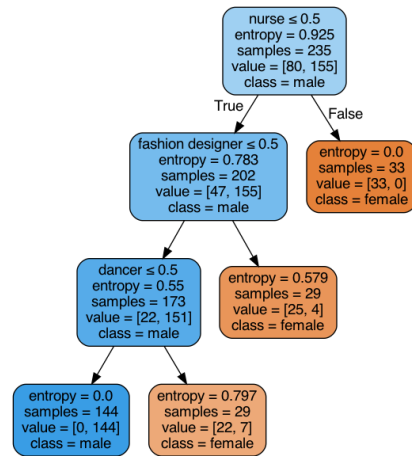 nurse ≤ 0.5
entropy = 0.925
samples = 235
value = [80, 155]
class = male
True
False
fashion designer ≤ 0.5
entropy = 0.783
samples = 202
value = [47, 155]
class = male
entropy = 0.0
samples = 33
value = [33, 0]
class = female
dancer ≤ 0.5
entropy = 0.55
samples = 173
value = [22, 151]
class = male
entropy = 0.579
samples = 29
value = [25, 4]
class = female
entropy = 0.0
samples = 144
value = [0, 144]
class = male
entropy = 0.797
samples = 29
value = [22, 7]
class = female